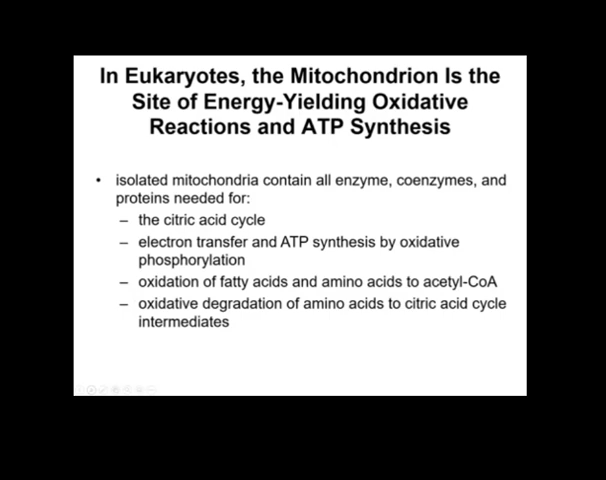 In Eukaryotes, the Mitochondrion Is the
Site of Energy-Yielding Oxidative
Reactions and ATP Synthesis
• isolated mitochondria contain all enzyme, coenzymes, and
proteins needed for:
– the citric acid cycle
– electron transfer and ATP synthesis by oxidative
phosphorylation
– oxidation of fatty acids and amino acids to acetyl-CoA
– oxidative degradation of amino acids to citric acid cycle
intermediates